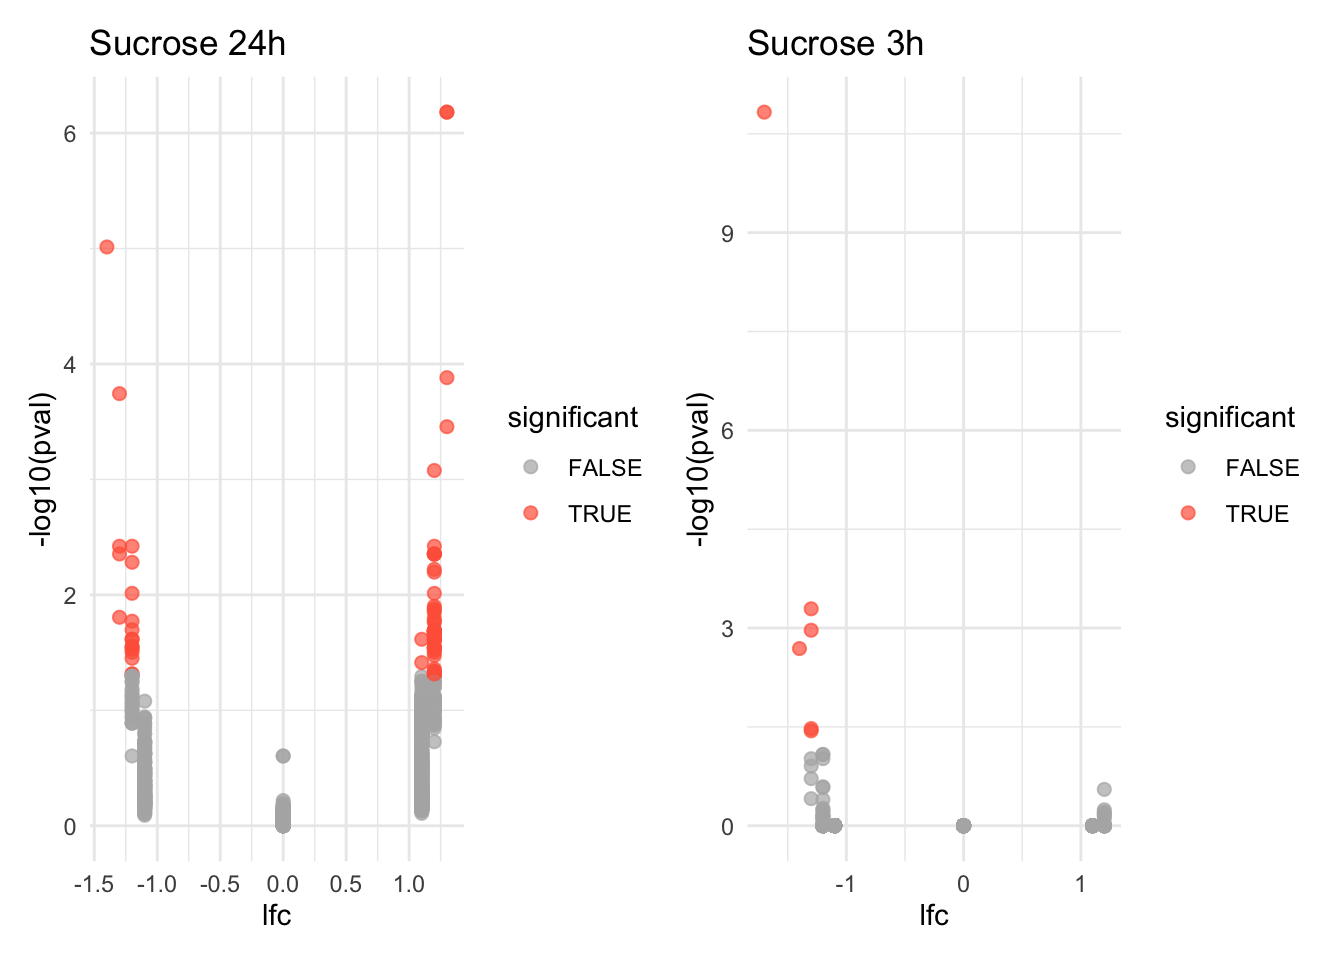 Sucrose 24h
-log10(pval)
6
4
2
0
-1.5 -1.0 -0.5 0.0 0.5 1.0
lfc
significant
FALSE
TRUE
Sucrose 3h
-log10(pval)
9
6
3
0
-1 0 1
lfc
significant
FALSE
TRUE